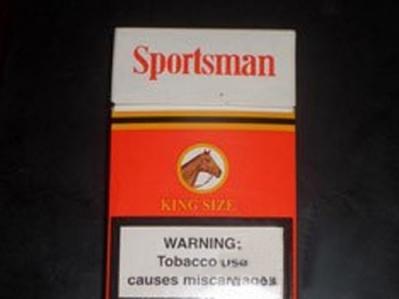 Sportsman
KING SIZE
WARNING:
Tobacco use
causes miscarriages